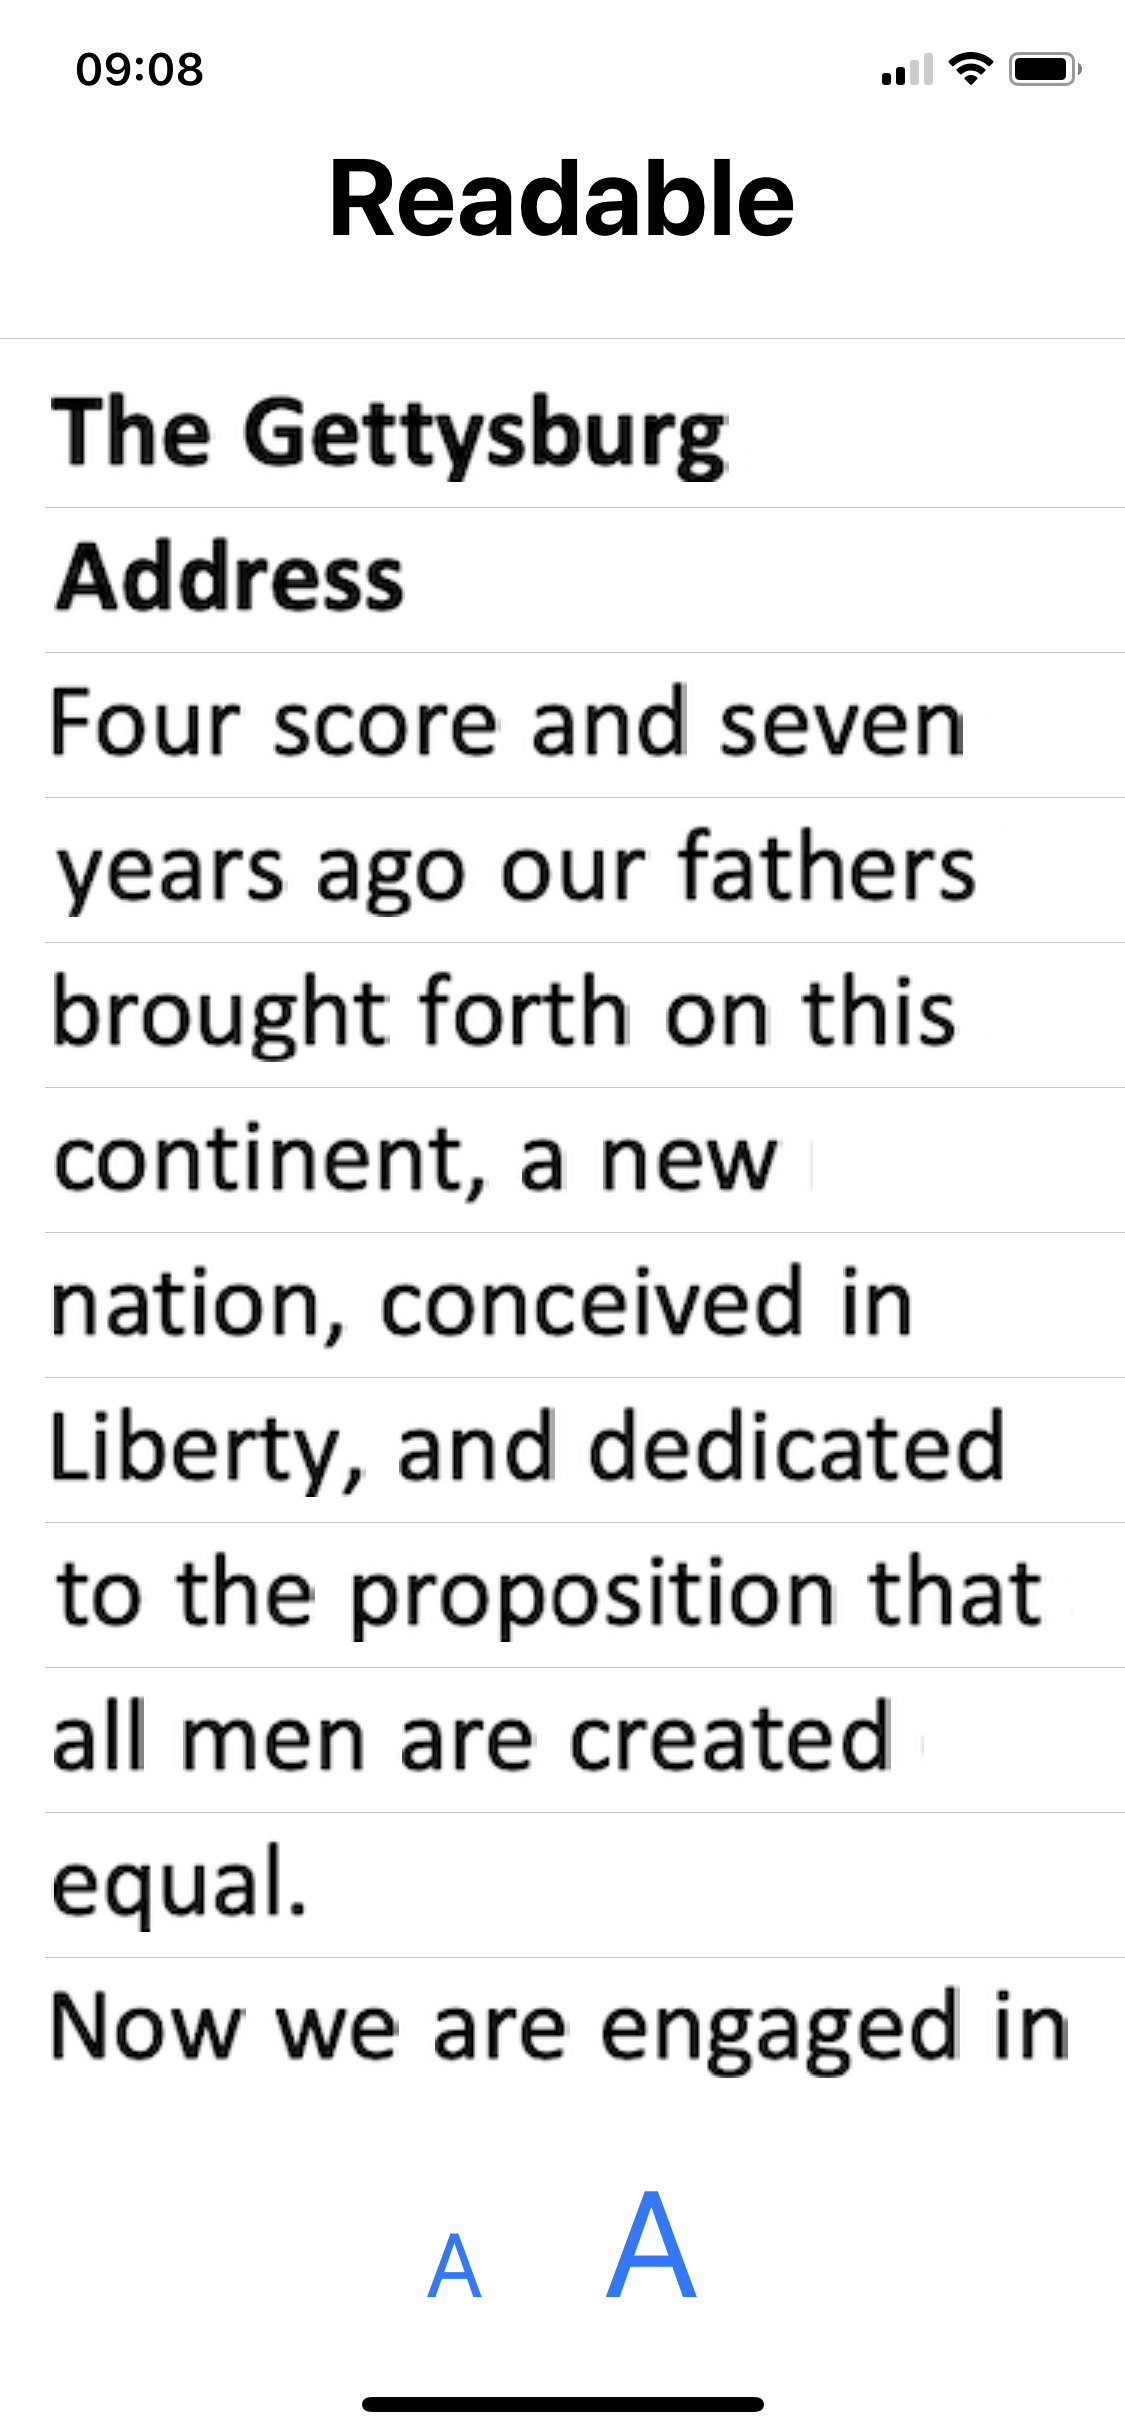 09:08
Readable
The Gettysburg
Address
Four score and seven
years ago our fathers
brought forth on this
continent, a new
nation, conceived in
Liberty, and dedicated
to the proposition that
all men are created
equal.
Now we are engaged in
A A